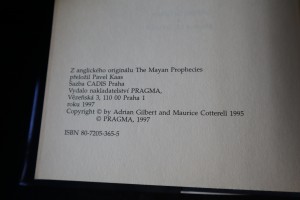 Z anglického originálu The Mayan Prophecies
přeložil Pavel Kaas
Sazba CADIS Praha
Vydalo nakladatelství PRAGMA,
Vězeňská 3, 110 00 Praha 1
roku 1997
Copyright © by Adrian Gilbert and Maurice Cotterell 1995
© PRAGMA, 1997
ISBN 80-7205-365-5